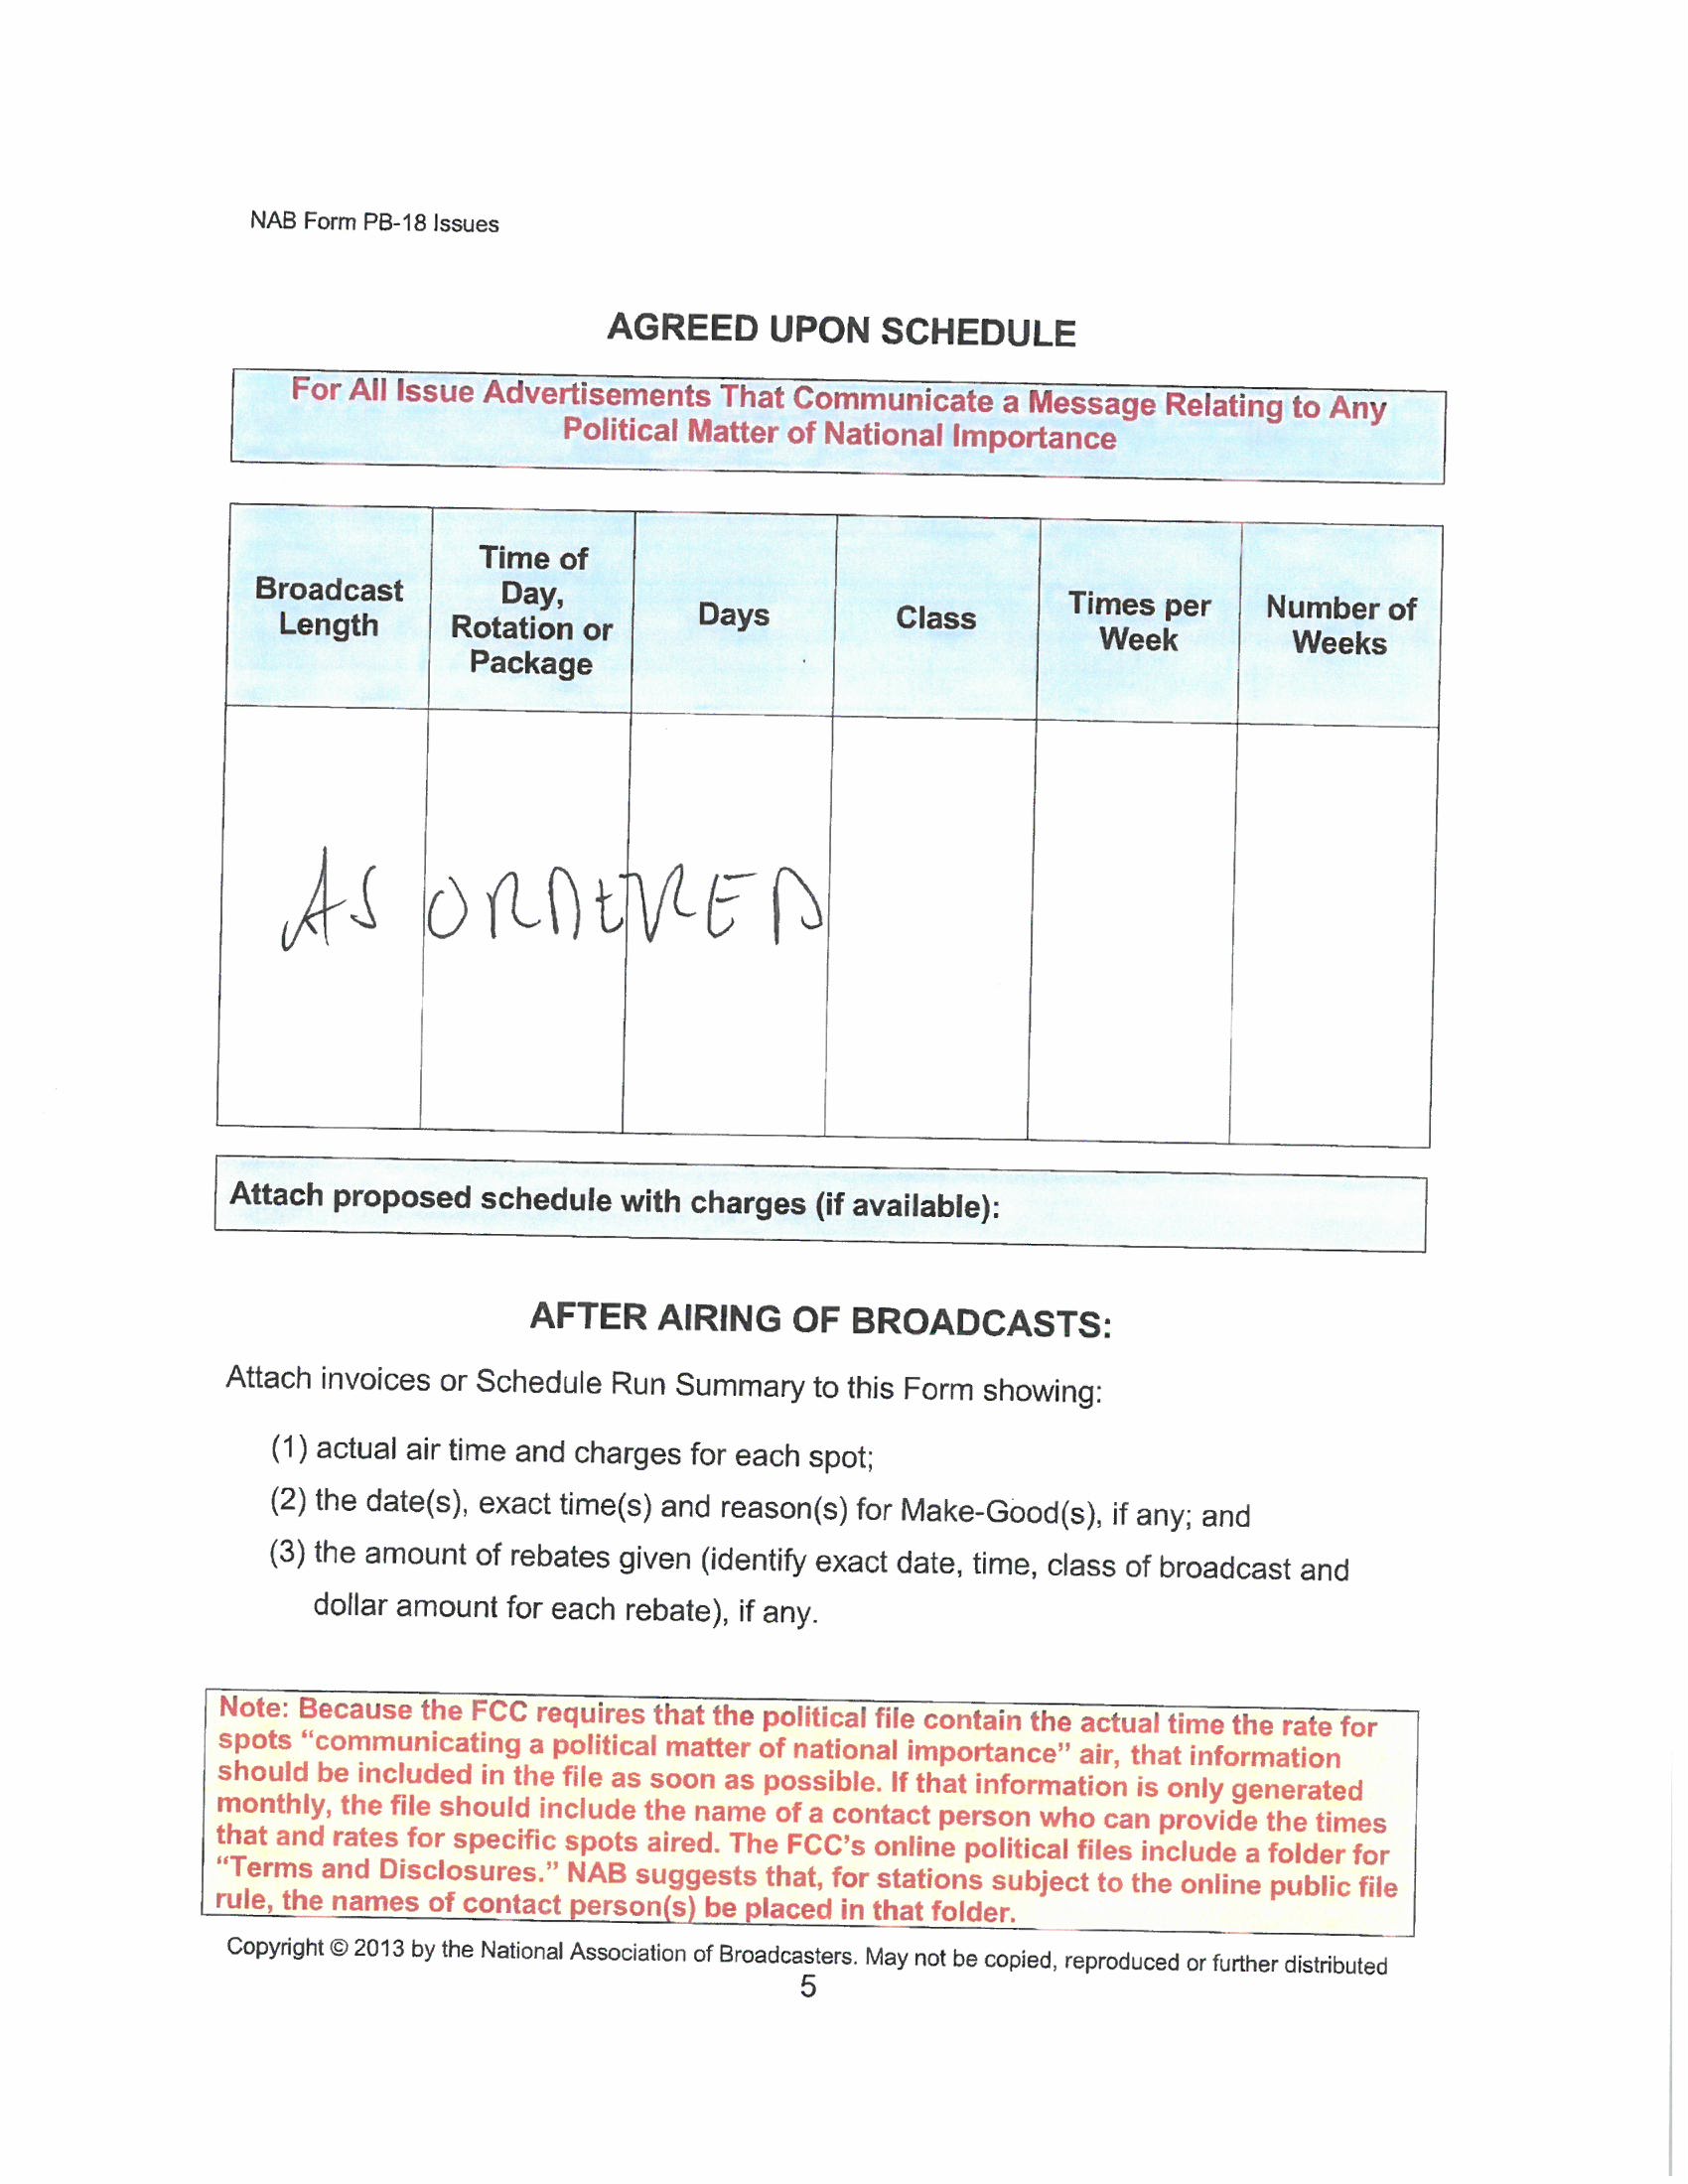 NAB Form PB-18 Issues
AGREED UPON SCHEDULE
For All Issue Advertisements That Communicate a Message Relating to Any
Political Matter of National Importance
Broadcast
Length
Time of
Day,
Rotation or
Package
Days
Class
Times per
Week
Number of
Weeks
AS ORDERED
Attach proposed schedule with charges (if available):
AFTER AIRING OF BROADCASTS:
Attach invoices or Schedule Run Summary to this Form showing:
(1) actual air time and charges for each spot;
(2) the date(s), exact time(s) and reason(s) for Make-Good(s), if any; and
(3) the amount of rebates given (identify exact date, time, class of broadcast and
dollar amount for each rebate), if any.
Note: Because the FCC requires that the political file contain the actual time the rate for
spots “communicating a political matter of national importance” air, that information
should be included in the file as soon as possible. If that information is only generated
monthly, the file should include the name of a contact person who can provide the times
that and rates for specific spots aired. The FCC’s online political files include a folder for
“Terms and Disclosures.” NAB suggests that, for stations subject to the online public file
rule, the names of contact person(s) be placed in that folder.
Copyright © 2013 by the National Association of Broadcasters. May not be copied, reproduced or further distributed
5